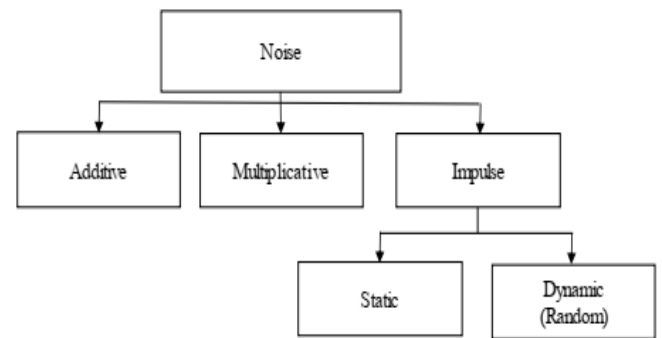 Noise
Additive
Multiplicative
Impulse
Static
Dynamic
(Random)